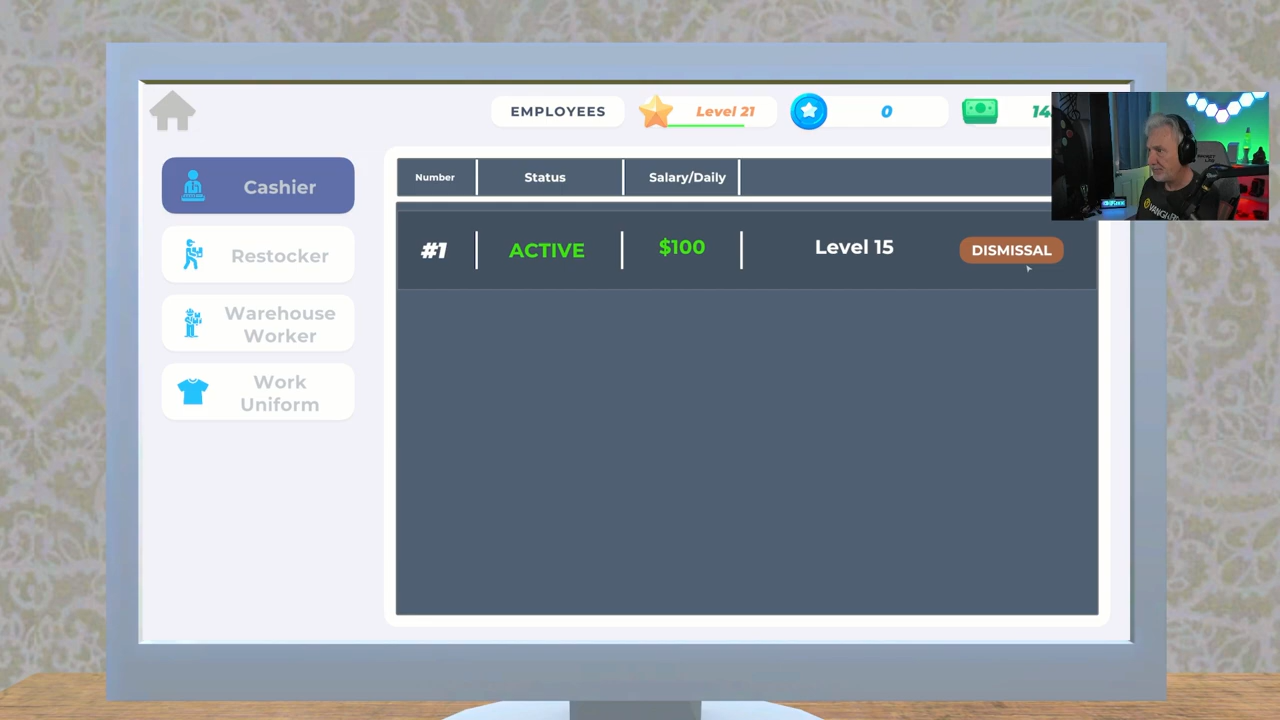 EMPLOYEES
Level 21
0
14
Cashier
Restocker
Warehouse
Worker
Work
Uniform
Number
Status
Salary/Daily
#1
ACTIVE
$100
Level 15
DISMISSAL